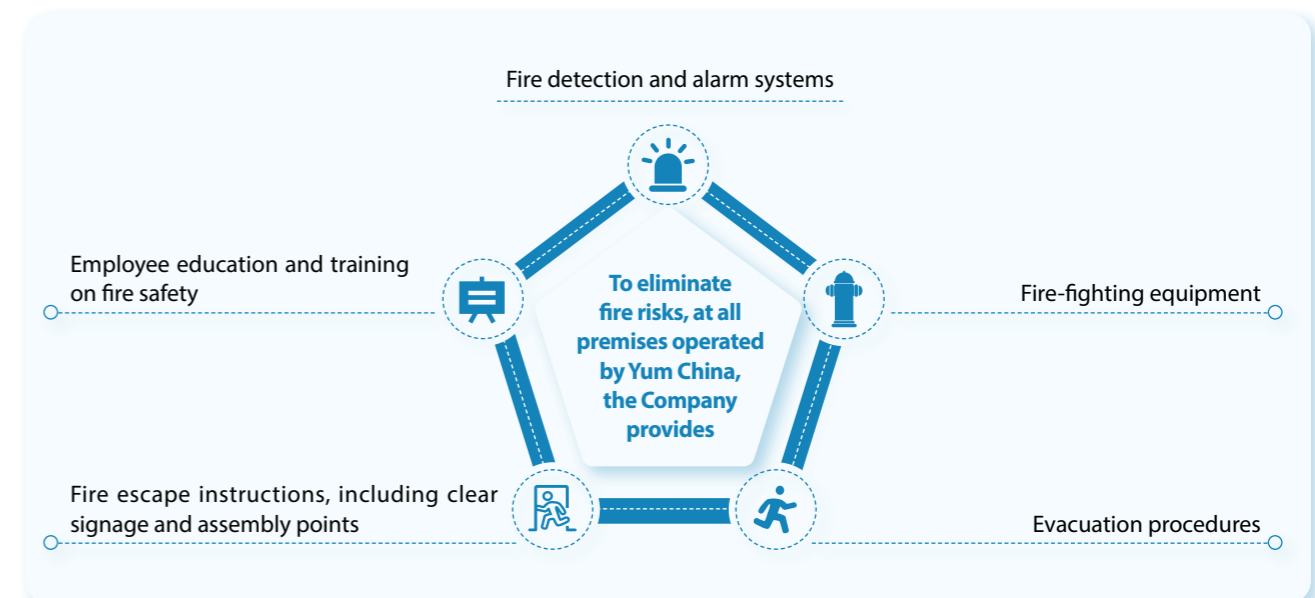 Fire detection and alarm systems
Employee education and training
on fire safety
To eliminate
fire risks, at all
premises operated
by Yum China,
the Company
provides
Fire-fighting equipment
Fire escape instructions, including clear
signage and assembly points
Evacuation procedures